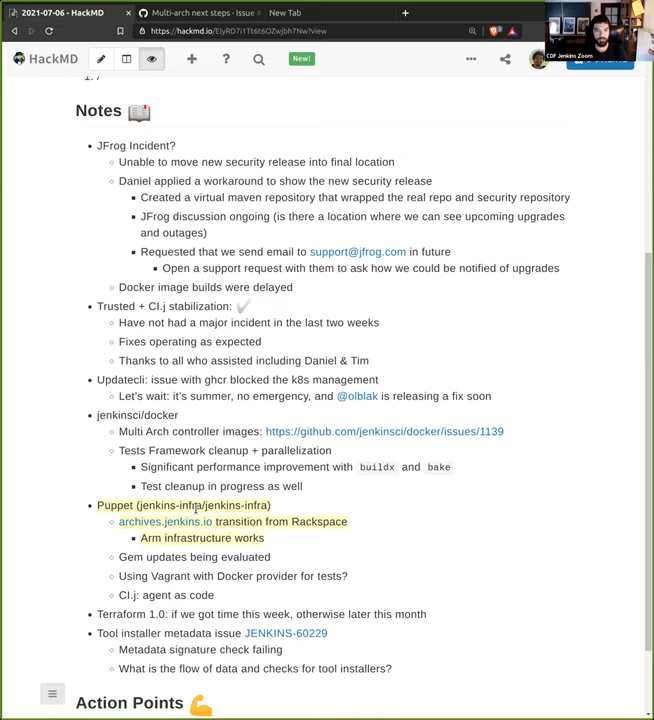 2021-07-06 - HackMD
Multi-arch next steps · Issue
New Tab
https://hackmd.io/ElyRD7i1Tt6t6OZwjbh7Nw?view
CDF Jenkins Zoom
HackMD
New!
Notes 📖
JFrog Incident?
Unable to move new security release into final location
Daniel applied a workaround to show the new security release
Created a virtual maven repository that wrapped the real repo and security repository
JFrog discussion ongoing (is there a location where we can see upcoming upgrades
and outages)
Requested that we send email to support@jfrog.com in future
Open a support request with them to ask how we could be notified of upgrades
Docker image builds were delayed
Trusted + CI.j stabilization: ✔️
Have not had a major incident in the last two weeks
Fixes operating as expected
Thanks to all who assisted including Daniel & Tim
Updatecli: issue with ghcr blocked the k8s management
Let’s wait: it’s summer, no emergency, and @olblak is releasing a fix soon
jenkinsci/docker
Multi Arch controller images: https://github.com/jenkinsci/docker/issues/1139
Tests Framework cleanup + parallelization
Significant performance improvement with buildx and bake
Test cleanup in progress as well
Puppet (jenkins-infra/jenkins-infra)
archives.jenkins.io transition from Rackspace
Arm infrastructure works
Gem updates being evaluated
Using Vagrant with Docker provider for tests?
CI.j: agent as code
Terraform 1.0: if we got time this week, otherwise later this month
Tool installer metadata issue JENKINS-60229
Metadata signature check failing
What is the flow of data and checks for tool installers?
Action Points 💪